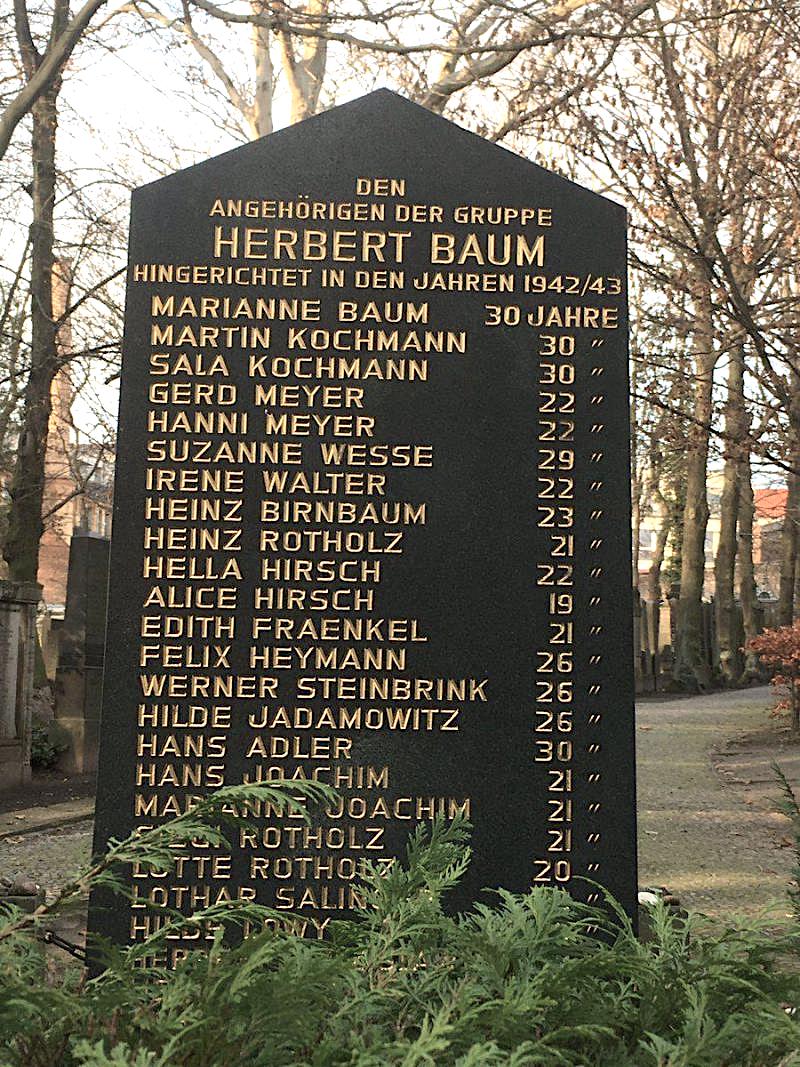 DEN
ANGEHÖRIGEN DER GRUPPE
HERBERT BAUM
HINGERICHTET IN DEN JAHREN 1942/43
MARIANNE BAUM 30 JAHRE
MARTIN KOCHMANN 30 "
SALA KOCHMANN 30 "
GERD MEYER 22 "
HANNI MEYER 22 "
SUZANNE WESSE 29 "
IRENE WALTER 22 "
HEINZ BIRNBAUM 23 "
HEINZ ROTHOLZ 21 "
HELLA HIRSCH 22 "
ALICE HIRSCH 19 "
EDITH FRAENKEL 21 "
FELIX HEYMANN 26 "
WERNER STEINBRINK 26 "
HILDE JADAMOWITZ 26 "
HANS ADLER 30 "
HANS JOACHIM 21 "
MARIANNE JOACHIM 21 "
SIEGI ROTHOLZ 21 "
LOTTE ROTHOLZ 20 "
LOTHAR SALIN "
HILDE LOWY "